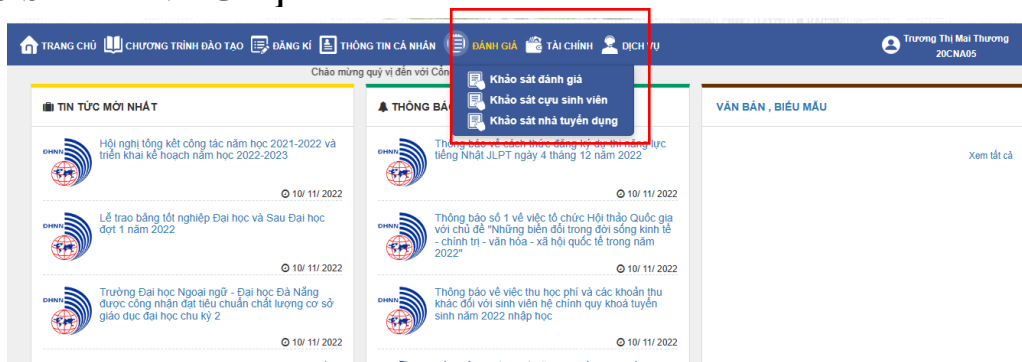 TRANG CHỦ CHƯƠNG TRÌNH ĐÀO TẠO ĐĂNG KÍ THÔNG TIN CÁ NHÂN ĐÁNH GIÁ TÀI CHÍNH DỊCH VỤ
Trương Thị Mai Thương
20CNA05
Chào mừng quý vị đến với Cổn
Khảo sát đánh giá
Khảo sát cựu sinh viên
Khảo sát nhà tuyển dụng
TIN TỨC MỚI NHẤT
Hội nghị tổng kết công tác năm học 2021-2022 và
triển khai kế hoạch năm học 2022-2023
10/ 11/ 2022
Lễ trao bằng tốt nghiệp Đại học và Sau Đại học
đợt 1 năm 2022
10/ 11/ 2022
Trường Đại học Ngoại ngữ - Đại học Đà Nẵng
được công nhận đạt tiêu chuẩn chất lượng cơ sở
giáo dục đại học chu kỳ 2
10/ 11/ 2022
THÔNG BÁO
Thông báo về cách thức đăng ký dự thi năng lực
tiếng Nhật JLPT ngày 4 tháng 12 năm 2022
10/ 11/ 2022
Thông báo số 1 về việc tổ chức Hội thảo Quốc gia
với chủ đề "Những biến đổi trong đời sống kinh tế
- chính trị - văn hóa - xã hội quốc tế trong năm
2022"
10/ 11/ 2022
Thông báo về việc thu học phí và các khoản thu
khác đối với sinh viên hệ chính quy khoá tuyển
sinh năm 2022 nhập học
10/ 11/ 2022
VĂN BẢN , BIỂU MẪU
Xem tất cả
DHNN
DHNN
DHNN
DHNN
DHNN
DHNN